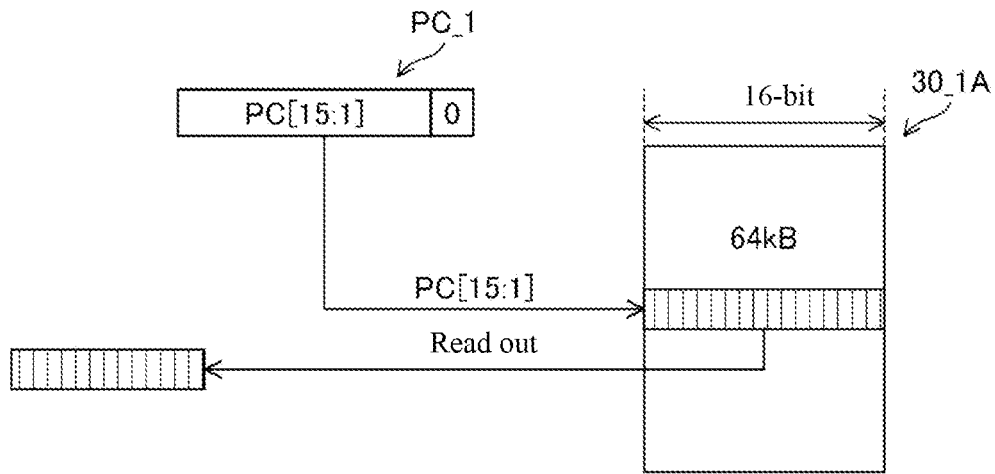 PC_1
PC[15:1] 0
16-bit
30_1A
64kB
PC[15:1]
Read out